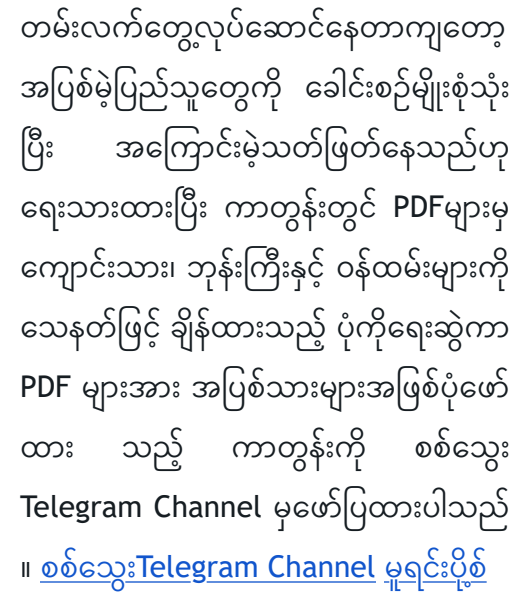 တမ်းလက်တွေ့လုပ်ဆောင်နေတာကျတော့
အပြစ်မဲ့ပြည်သူတွေကို ခေါင်းစဉ်မျိုးစုံသုံး
ပြီး အကြောင်းမဲ့သတ်ဖြတ်နေသည်ဟု
ရေးသားထားပြီး ကာတွန်းတွင် PDFများမှ
ကျောင်းသား၊ ဘုန်းကြီးနှင့် ဝန်ထမ်းများကို
သေနတ်ဖြင့် ချိန်ထားသည့် ပုံကိုရေးဆွဲကာ
PDF များအား အပြစ်သားများအဖြစ်ပုံဖော်
ထား သည့် ကာတွန်းကို စစ်သွေး
Telegram Channel မှဖော်ပြထားပါသည်
။ စစ်သွေးTelegram Channel မူရင်းပို့စ်